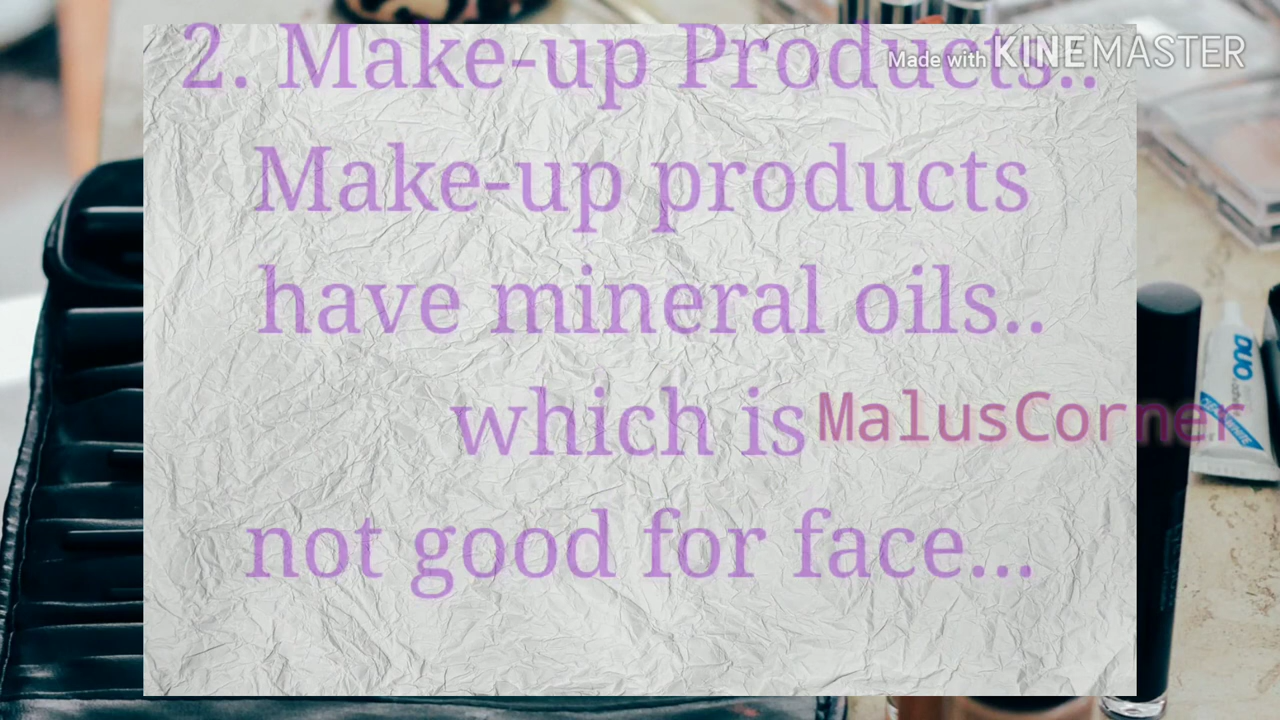 2. Make-up Products..
Made with KINEMASTER
Make-up products
have mineral oils..
which is
MalusCorner
not good for face...
DUO